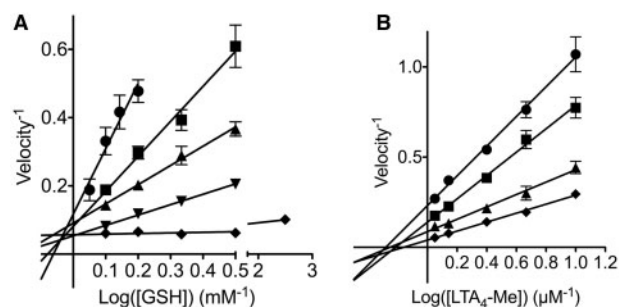 A
B
Velocity⁻¹
0.6
0.4
0.2
0.1 0.2 0.3 0.4 0.5 2 3
Log([GSH]) (mM⁻¹)
Velocity⁻¹
1.0
0.5
0.2 0.4 0.6 0.8 1.0 1.2
Log([LTA₄-Me]) (μM⁻¹)